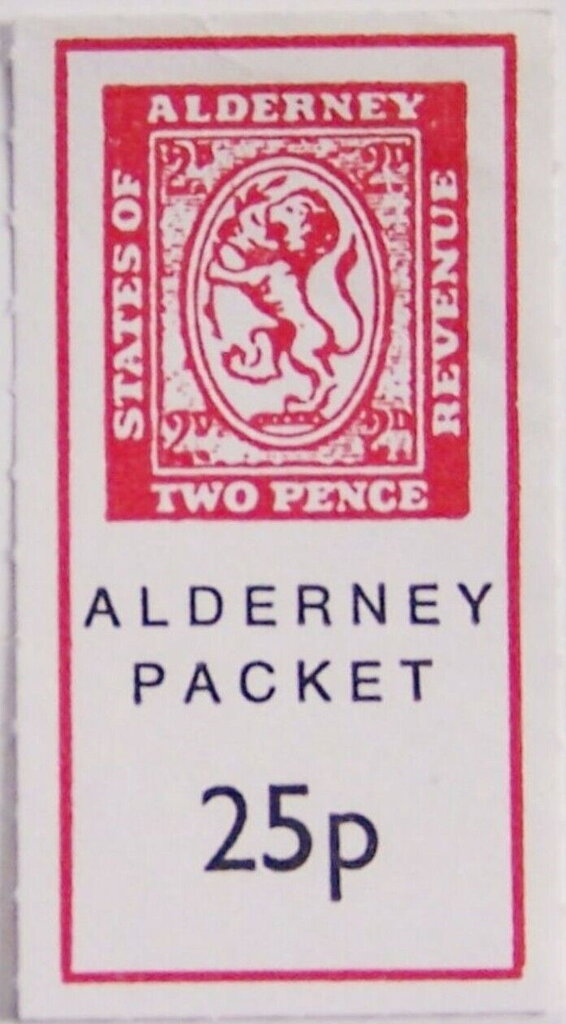 ALDERNEY
STATES OF
REVENUE
2D 2D
2D 2D
TWO PENCE
ALDERNEY
PACKET
25p